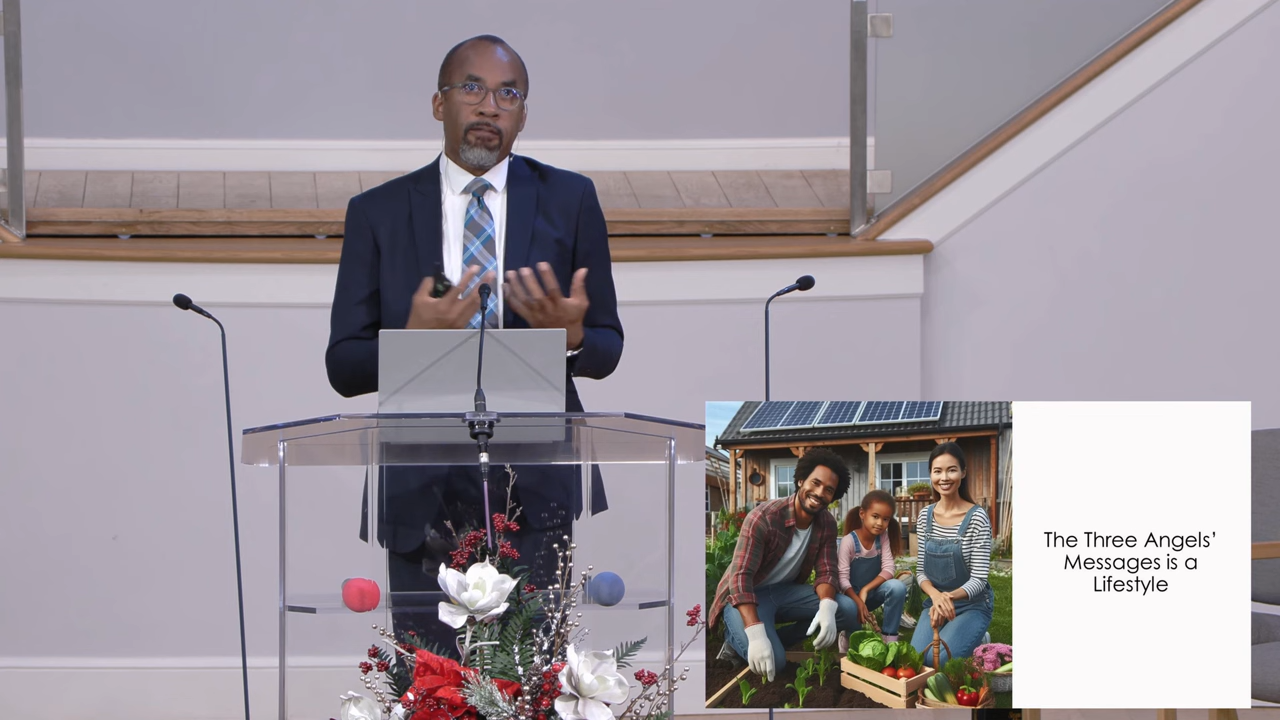 The Three Angels’
Messages is a
Lifestyle